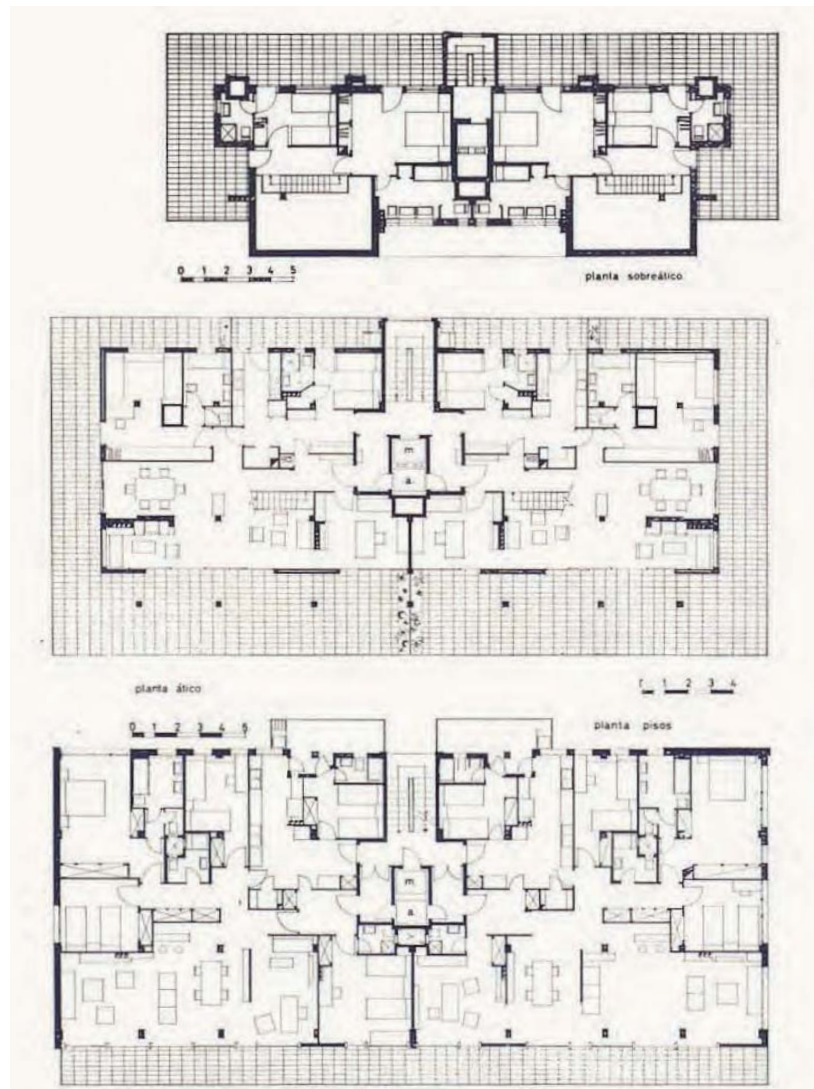 0 1 2 3 4 5
planta sobreático
m
a
planta ático
1 2 3 4
0 1 2 3 4 5
planta pisos
m
a